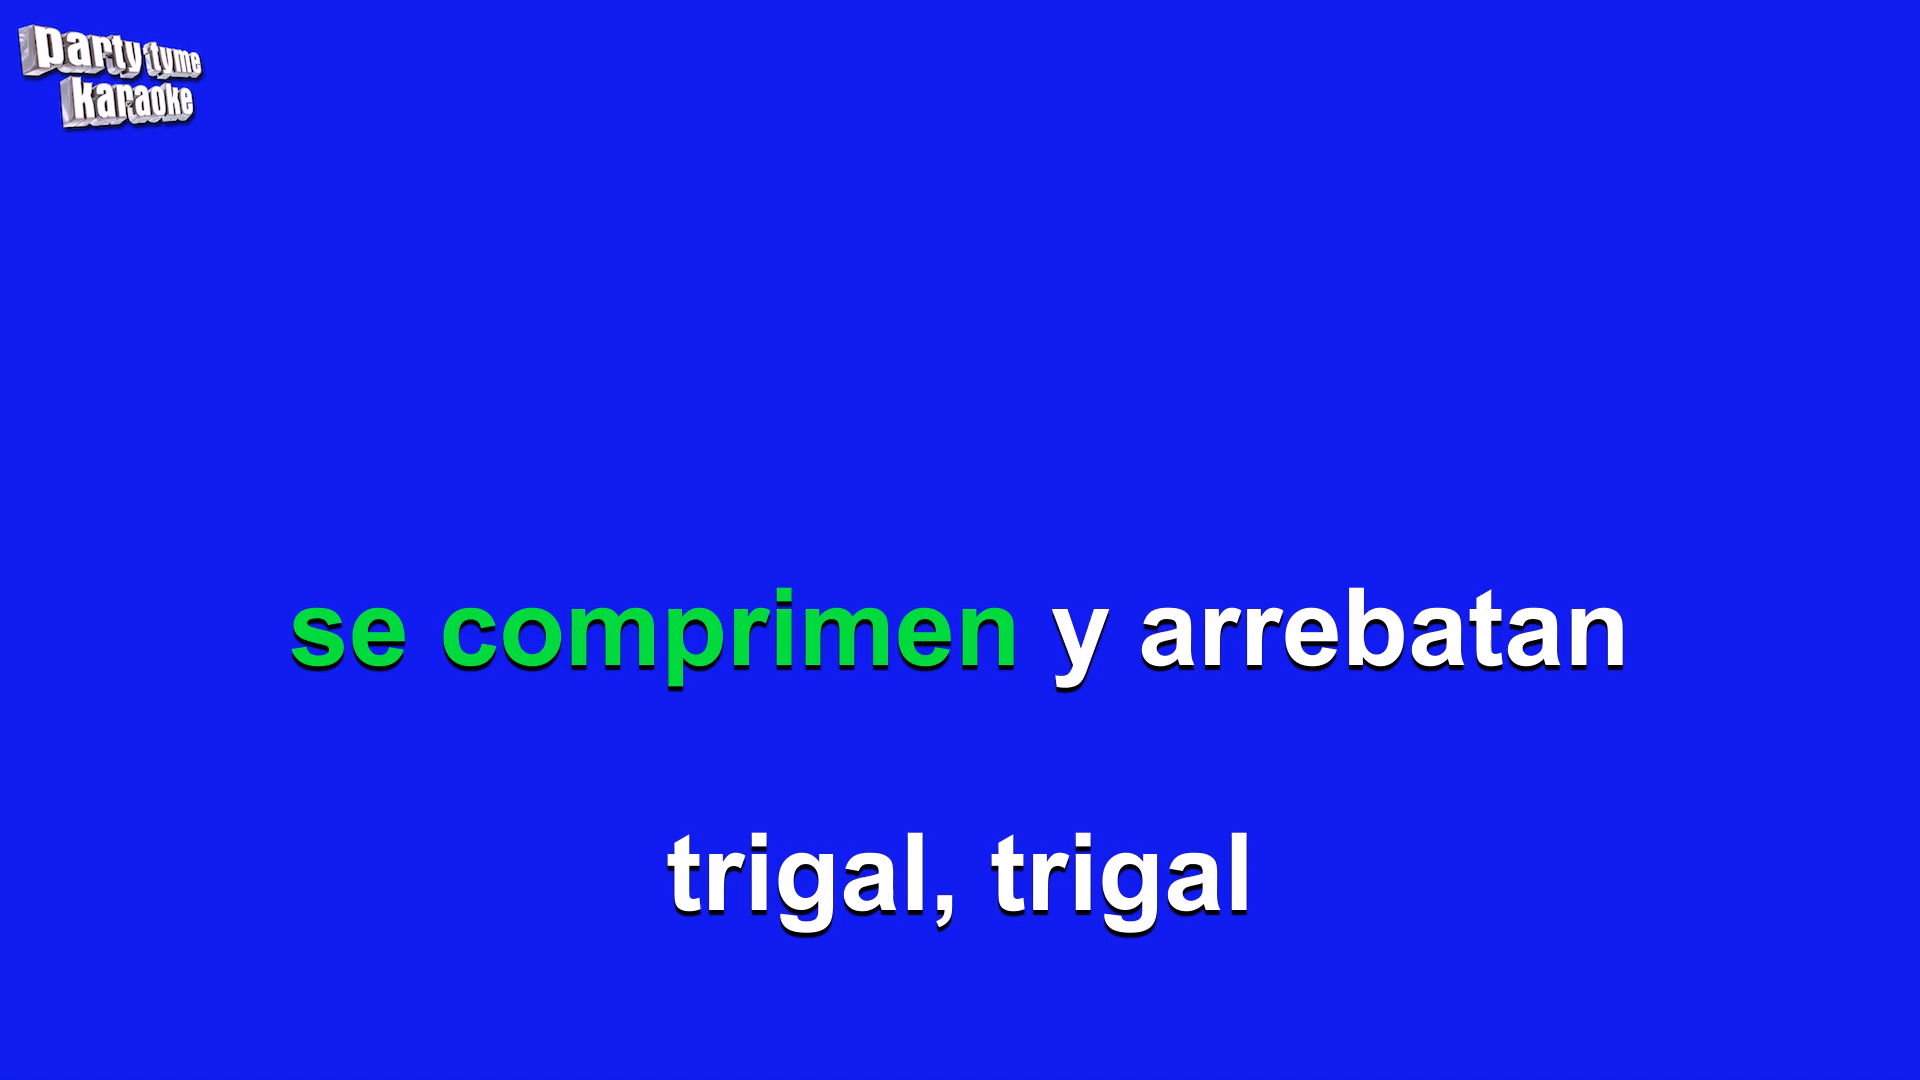 party tyme
karaoke
se comprimen y arrebatan
trigal, trigal